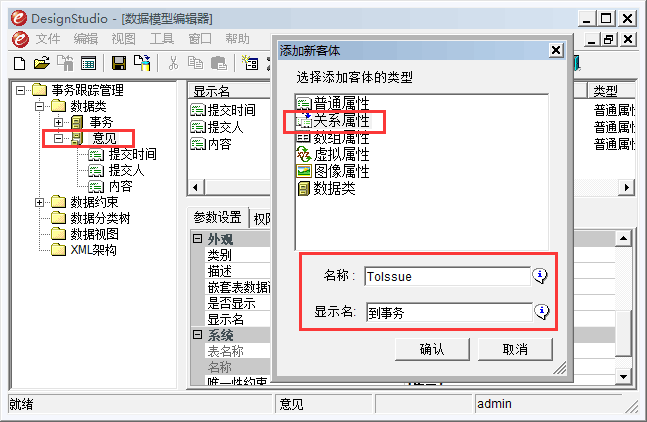 DesignStudio - [数据模型编辑器]
文件 编辑 视图 工具 窗口 帮助
事务跟踪管理
数据类
事务
意见
提交时间
提交人
内容
数据约束
数据分类树
数据视图
XML架构
显示名
类型
提交时间
普通属
提交人
普通属
内容
普通属
参数设置
外观
类别
描述
嵌套表数据
是否显示
显示名
系统
表名称
名称
唯一性约束
添加新客体
选择添加客体的类型
普通属性
关系属性
数组属性
虚拟属性
图像属性
数据类
名称: ToIssue
显示名: 到事务
确认 取消
就绪 意见 admin